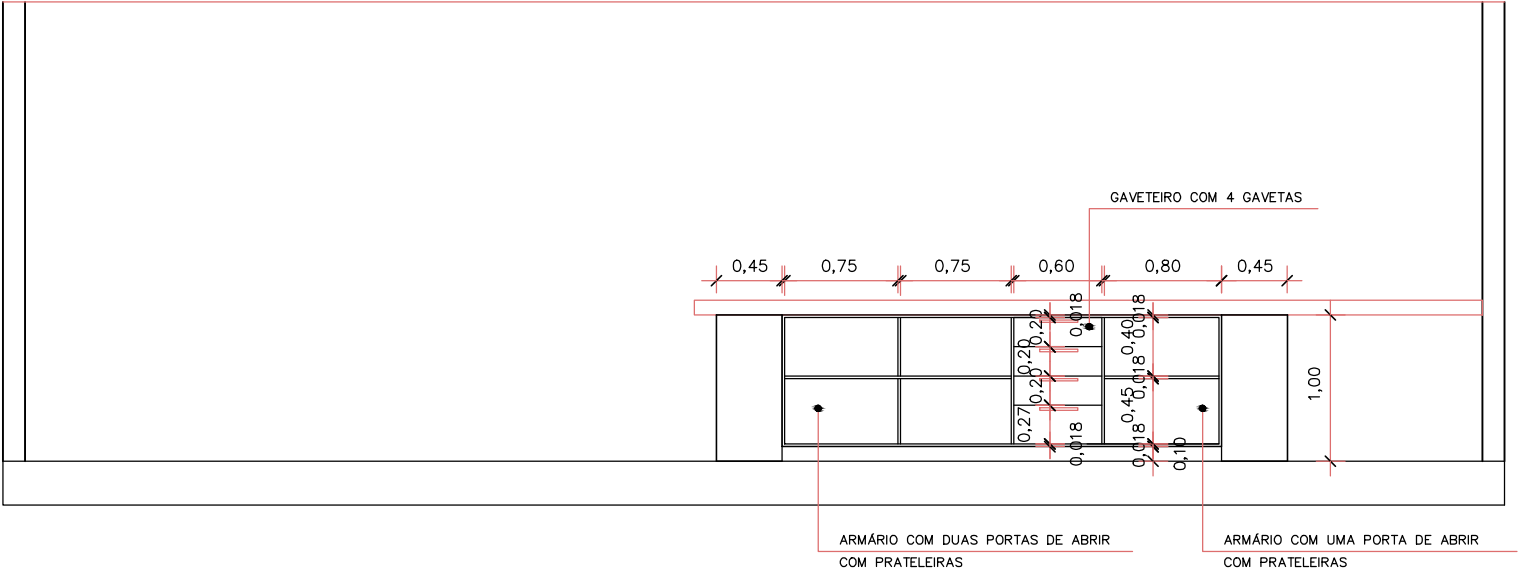 GAVETEIRO COM 4 GAVETAS
0,45 0,75 0,75 0,60 0,80 0,45
0,018 0,018
0,20 0,40
0,20 0,018
0,20 0,45
0,27 0,018 0,018 0,10
1,00
ARMÁRIO COM DUAS PORTAS DE ABRIR
COM PRATELEIRAS
ARMÁRIO COM UMA PORTA DE ABRIR
COM PRATELEIRAS